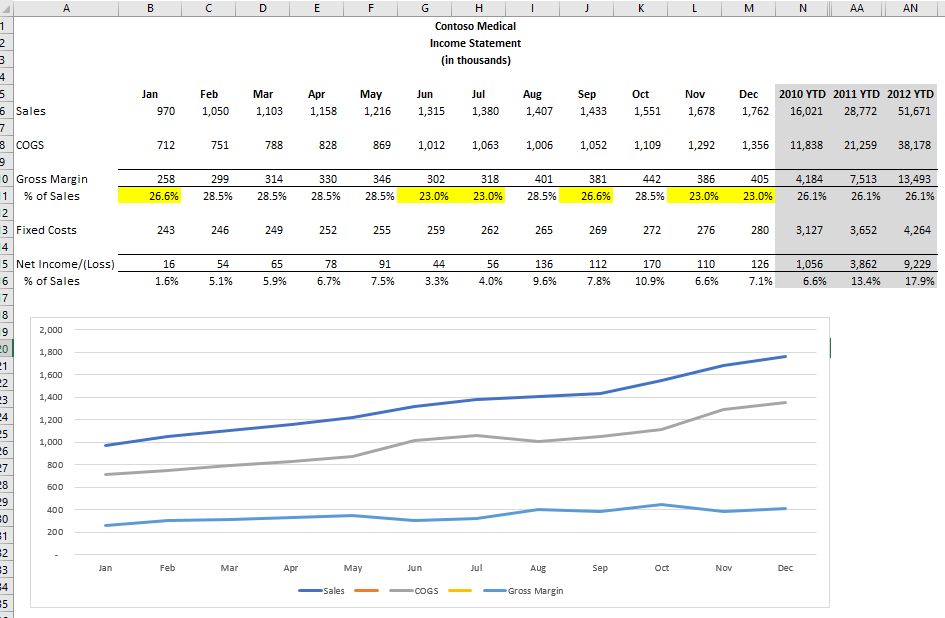 A B C D E F G H I J K L M N AA AN
1 Contoso Medical
2 Income Statement
3 (in thousands)
4
5 Jan Feb Mar Apr May Jun Jul Aug Sep Oct Nov Dec 2010 YTD 2011 YTD 2012 YTD
6 Sales 970 1,050 1,103 1,158 1,216 1,315 1,380 1,407 1,433 1,551 1,678 1,762 16,021 28,772 51,671
7
8 COGS 712 751 788 828 869 1,012 1,063 1,006 1,052 1,109 1,292 1,356 11,838 21,259 38,178
9
0 Gross Margin 258 299 314 330 346 302 318 401 381 442 386 405 4,184 7,513 13,493
1 % of Sales 26.6% 28.5% 28.5% 28.5% 28.5% 23.0% 23.0% 28.5% 26.6% 28.5% 23.0% 23.0% 26.1% 26.1% 26.1%
2
3 Fixed Costs 243 246 249 252 255 259 262 265 269 272 276 280 3,127 3,652 4,264
4
5 Net Income/(Loss) 16 54 65 78 91 44 56 136 112 170 110 126 1,056 3,862 9,229
6 % of Sales 1.6% 5.1% 5.9% 6.7% 7.5% 3.3% 4.0% 9.6% 7.8% 10.9% 6.6% 7.1% 6.6% 13.4% 17.9%
7
8
9 2,000
20 1,800
21
22 1,600
23 1,400
24 1,200
25 1,000
26
27 800
28 600
29 400
30
31 200
32 -
33 Jan Feb Mar Apr May Jun Jul Aug Sep Oct Nov Dec
34 Sales COGS Gross Margin
35